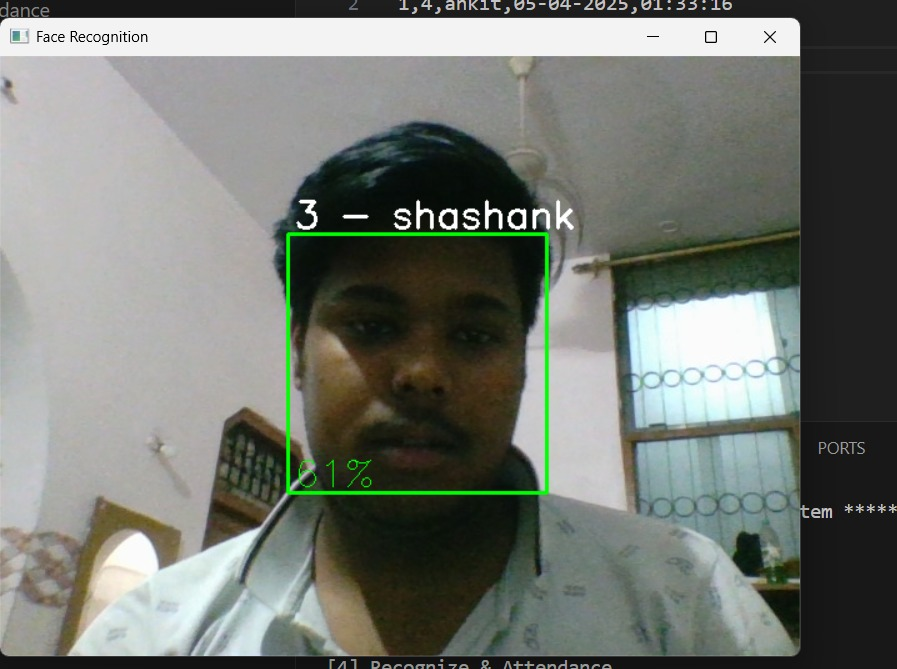 dance
2 1,4,ankit,05-04-2025,01:33:16
Face Recognition
3 - shashank
61%
PORTS
tem *****
[4] Recognize & Attendance